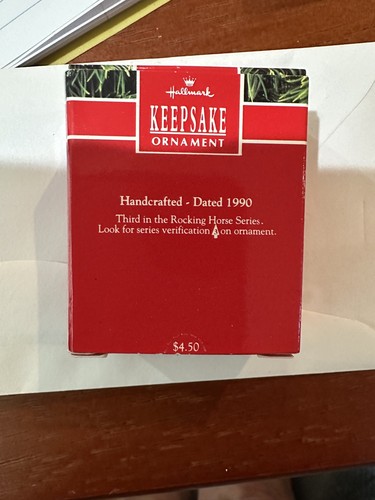 Hallmark
KEEPSAKE
ORNAMENT
Handcrafted - Dated 1990
Third in the Rocking Horse Series.
Look for series verification on ornament.
$4.50